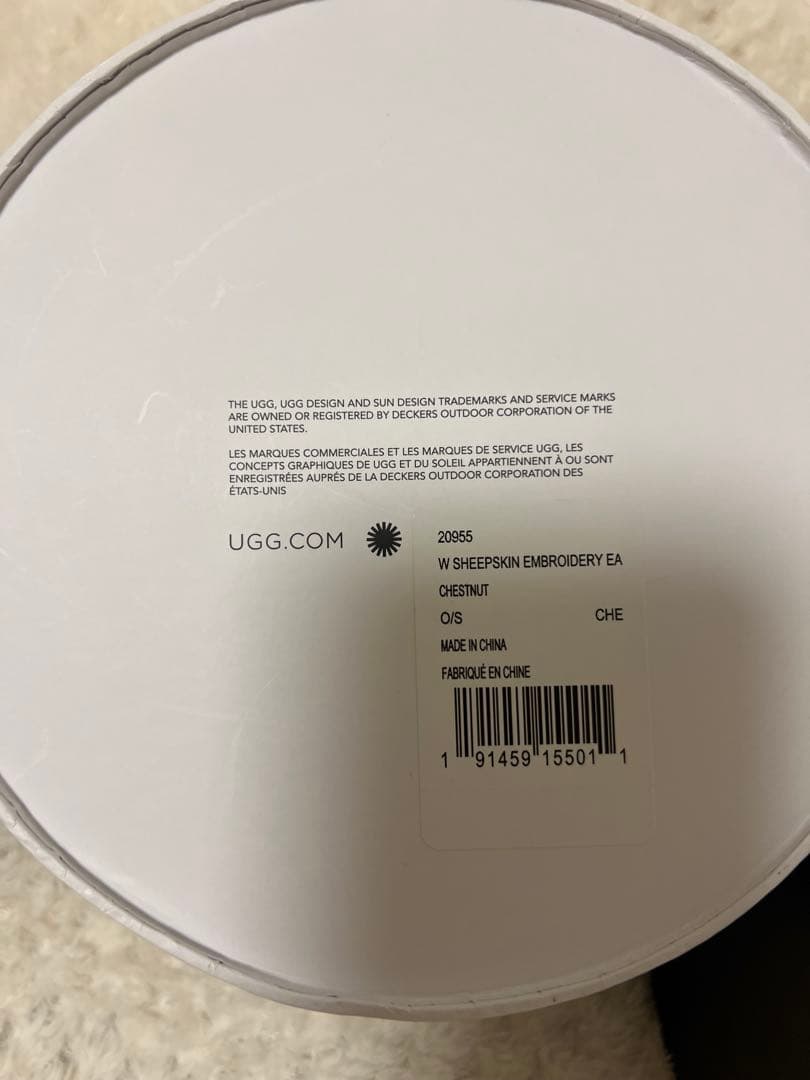 THE UGG, UGG DESIGN AND SUN DESIGN TRADEMARKS AND SERVICE MARKS
ARE OWNED OR REGISTERED BY DECKERS OUTDOOR CORPORATION OF THE
UNITED STATES.
LES MARQUES COMMERCIALES ET LES MARQUES DE SERVICE UGG, LES
CONCEPTS GRAPHIQUES DE UGG ET DU SOLEIL APPARTIENNENT À OU SONT
ENREGISTRÉES AUPRÉS DE LA DECKERS OUTDOOR CORPORATION DES
ÉTATS-UNIS
UGG.COM
20955
W SHEEPSKIN EMBROIDERY EA
CHESTNUT
O/S CHE
MADE IN CHINA
FABRIQUÉ EN CHINE
1 91459 15501 1